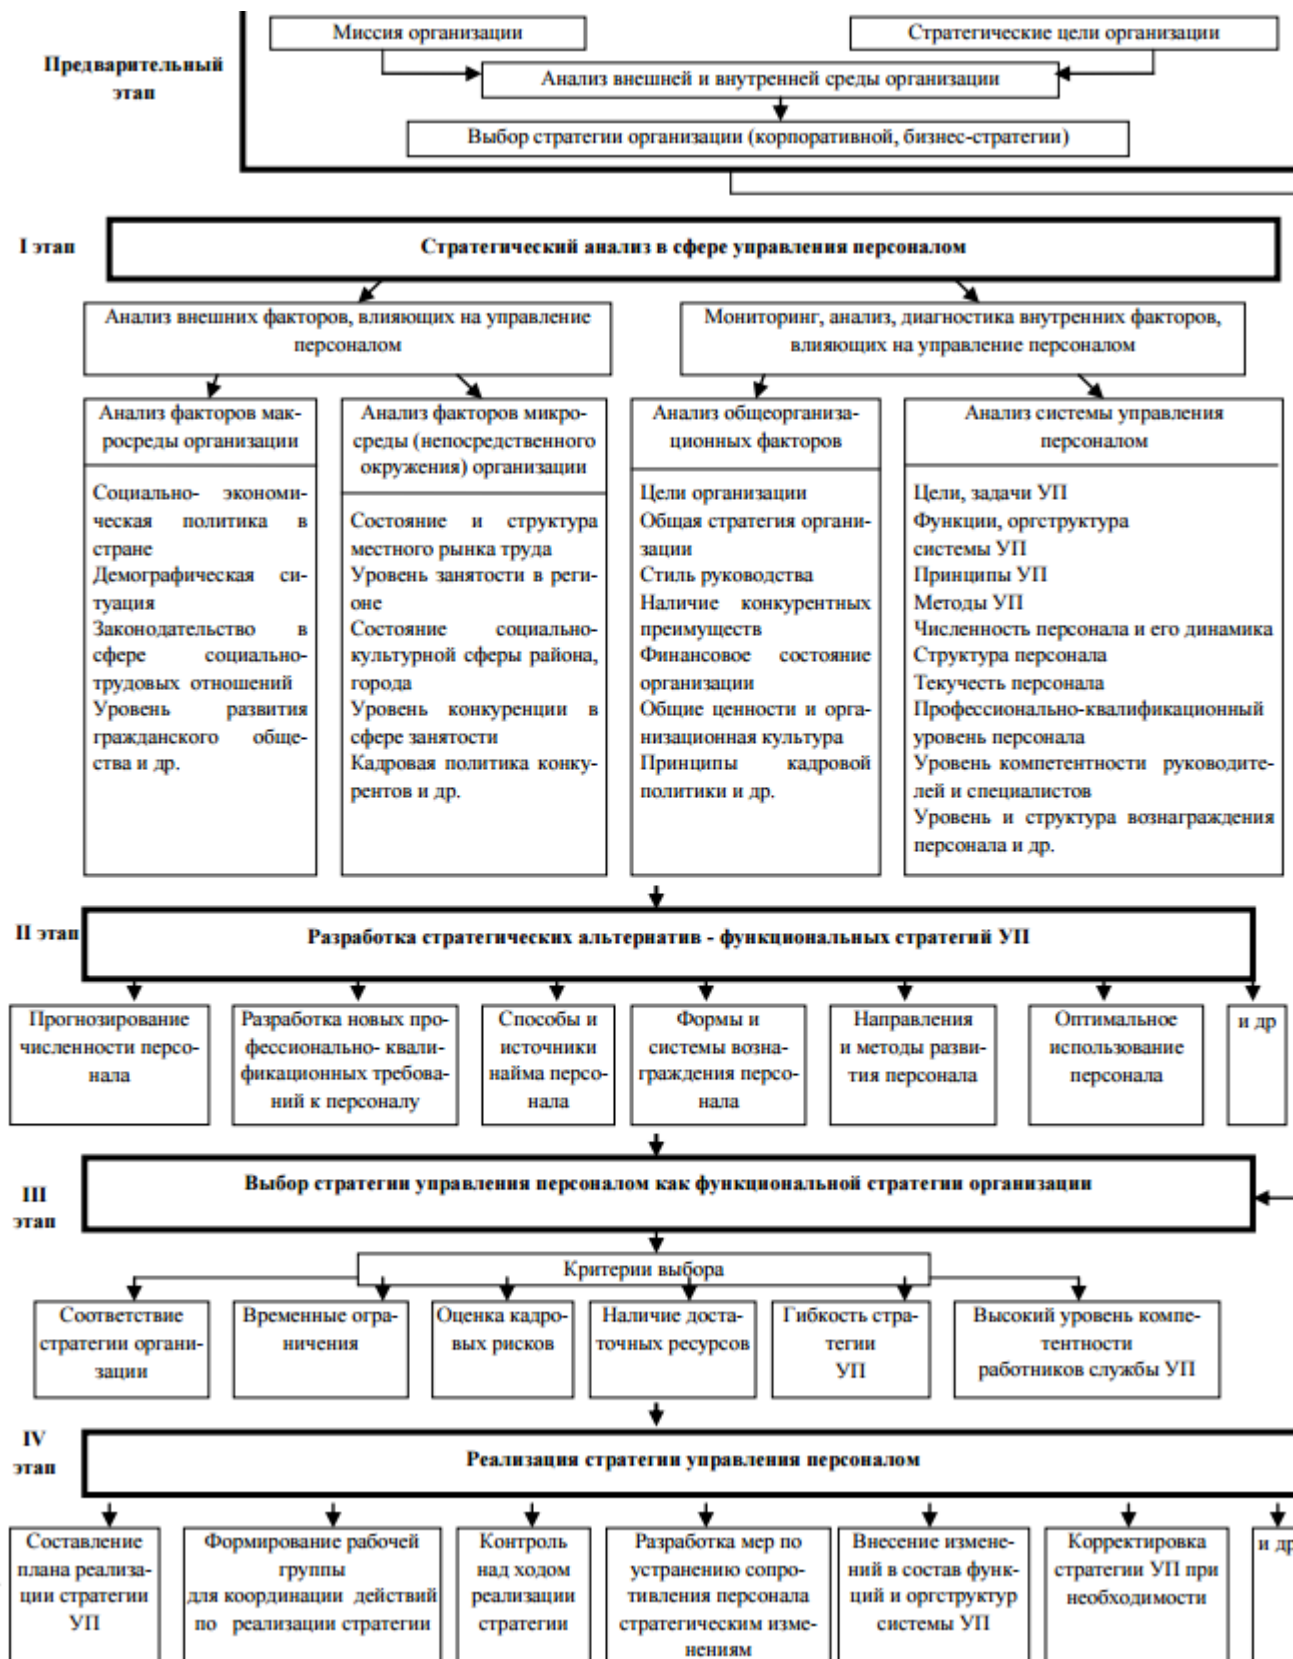 Миссия организации
Стратегические цели организации
Предварительный
этап
Анализ внешней и внутренней среды организации
Выбор стратегии организации (корпоративной, бизнес-стратегии)
I этап
Стратегический анализ в сфере управления персоналом
Анализ внешних факторов, влияющих на управление
персоналом
Мониторинг, анализ, диагностика внутренних факторов,
влияющих на управление персоналом
Анализ факторов мак-
росреды организации
Социально- экономи-
ческая политика в
стране
Демографическая си-
туация
Законодательство в
сфере социально-
трудовых отношений
Уровень развития
гражданского обще-
ства и др.
Анализ факторов микро-
среды (непосредственного
окружения) организации
Состояние и структура
местного рынка труда
Уровень занятости в реги-
оне
Состояние социально-
культурной сферы района,
города
Уровень конкуренции в
сфере занятости
Кадровая политика конку-
рентов и др.
Анализ общеорганиза-
ционных факторов
Цели организации
Общая стратегия органи-
зации
Стиль руководства
Наличие конкурентных
преимуществ
Финансовое состояние
организации
Общие ценности и орга-
низационная культура
Принципы кадровой
политики и др.
Анализ системы управления
персоналом
Цели, задачи УП
Функции, оргструктура
системы УП
Принципы УП
Методы УП
Численность персонала и его динамика
Структура персонала
Текучесть персонала
Профессионально-квалификационный
уровень персонала
Уровень компетентности руководите-
лей и специалистов
Уровень и структура вознаграждения
персонала и др.
II этап
Разработка стратегических альтернатив - функциональных стратегий УП
Прогнозирование
численности персо-
нала
Разработка новых про-
фессионально- квали-
фикационных требова-
ний к персоналу
Способы и
источники
найма персо-
нала
Формы и
системы возна-
граждения персо-
нала
Направления
и методы разви-
тия персонала
Оптимальное
использование
персонала
и др
III
этап
Выбор стратегии управления персоналом как функциональной стратегии организации
Критерии выбора
Соответствие
стратегии органи-
зации
Временные огра-
ничения
Оценка кадро-
вых рисков
Наличие доста-
точных ресурсов
Гибкость стра-
тегии
УП
Высокий уровень компе-
тентности
работников службы УП
IV
этап
Реализация стратегии управления персоналом
Составление
плана реализа-
ции стратегии
УП
Формирование рабочей
группы
для координации действий
по реализации стратегии
Контроль
над ходом
реализации
стратегии
Разработка мер по
устранению сопро-
тивления персонала
стратегическим изме-
нениям
Внесение измене-
ний в состав функ-
ций и оргструктур
системы УП
Корректировка
стратегии УП при
необходимости
и др